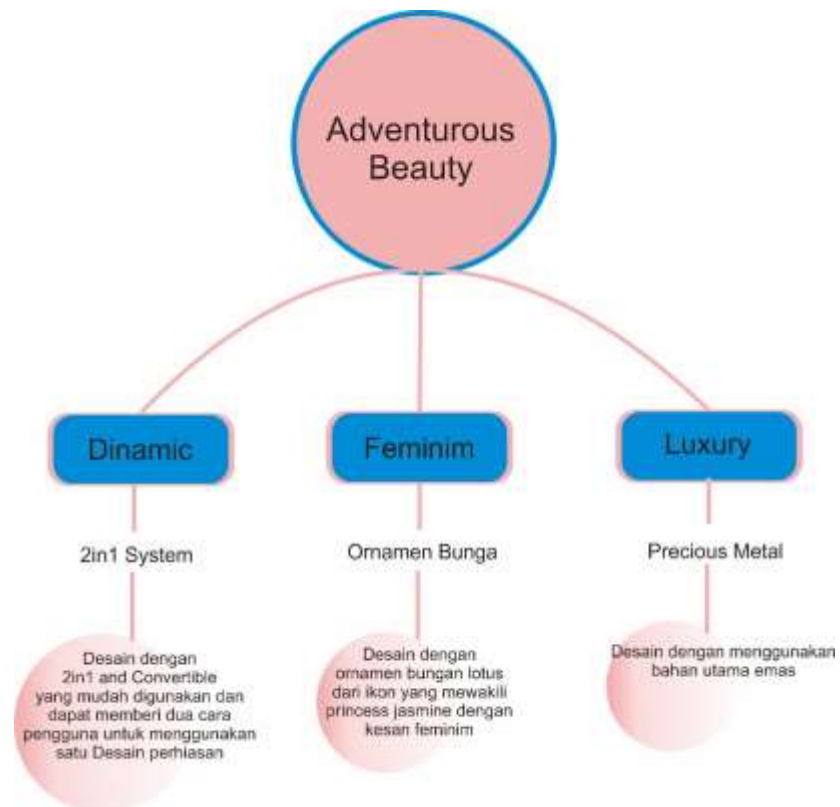 Adventurous
Beauty
Dinamic
Feminim
Luxury
2in1 System
Ornamen Bunga
Precious Metal
Desain dengan
2in1 and Convertible
yang mudah digunakan dan
dapat memberi dua cara
pengguna untuk menggunakan
satu Desain perhiasan
Desain dengan
ornamen bungan lotus
dari ikon yang mewakili
princess jasmine dengan
kesan feminim
Desain dengan menggunakan
bahan utama emas